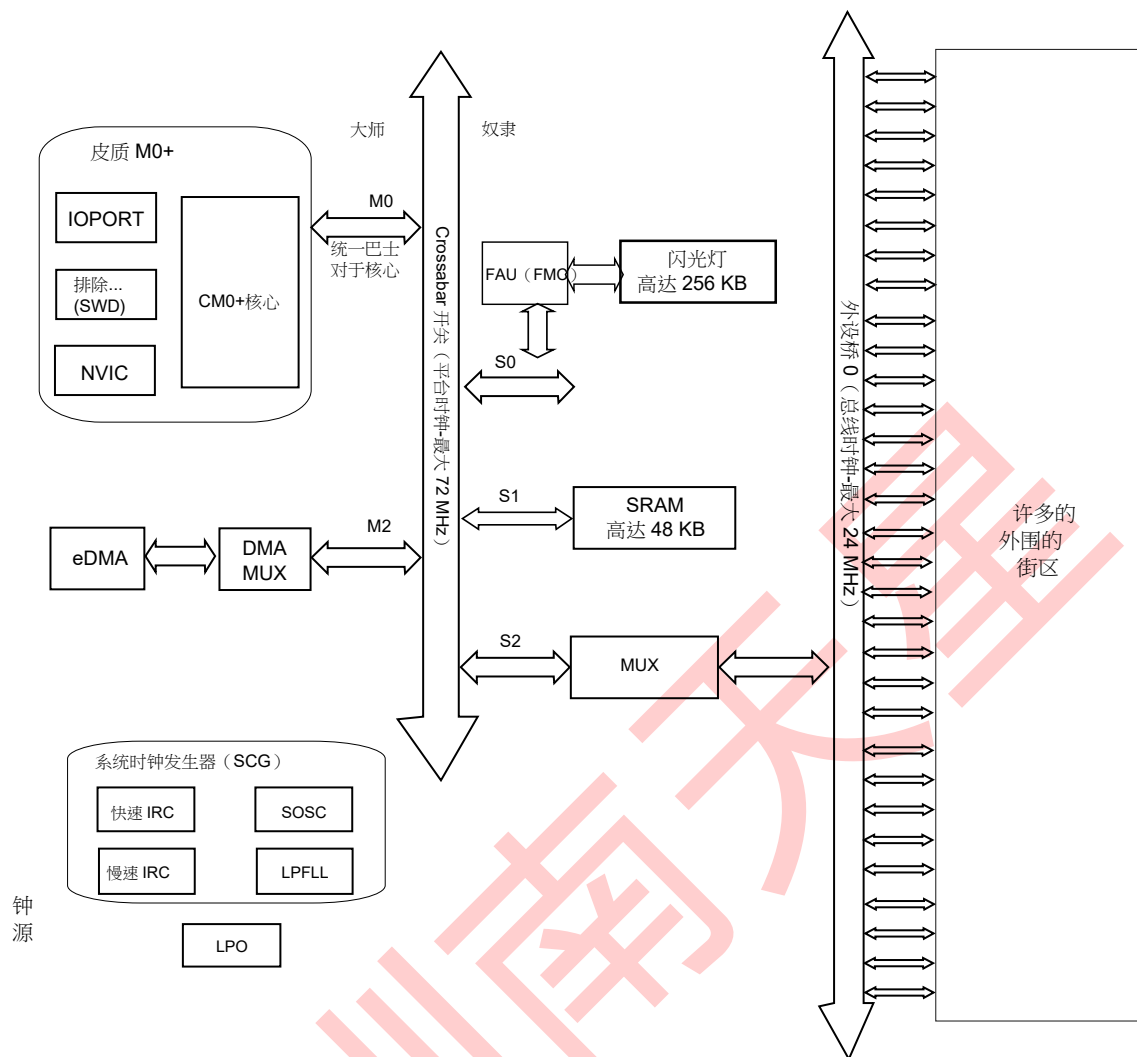 大师
奴隶
皮质 M0+
IOPORT
排除...
(SWD)
NVIC
CM0+核心
M0
统一巴士
对于核心
Crossabar 开关（平台时钟-最大 72 MHz）
FAU（FMC）
闪光灯
高达 256 KB
S0
S1
SRAM
高达 48 KB
eDMA
DMA
MUX
M2
S2
MUX
外设桥 0（总线时钟-最大 24 MHz）
许多的
外围的
街区
系统时钟发生器（SCG）
快速 IRC
SOSC
慢速 IRC
LPFLL
钟
源
LPO
圳南天星